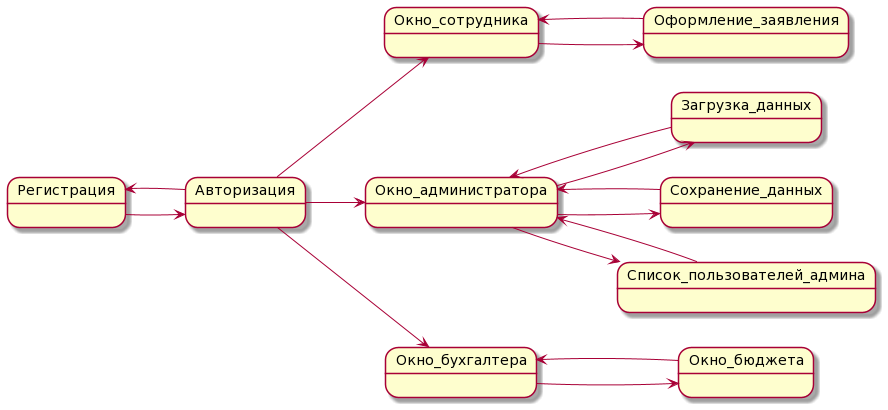 Окно_сотрудника
Оформление_заявления
Загрузка_данных
Регистрация
Авторизация
Окно_администратора
Сохранение_данных
Список_пользователей_админа
Окно_бухгалтера
Окно_бюджета